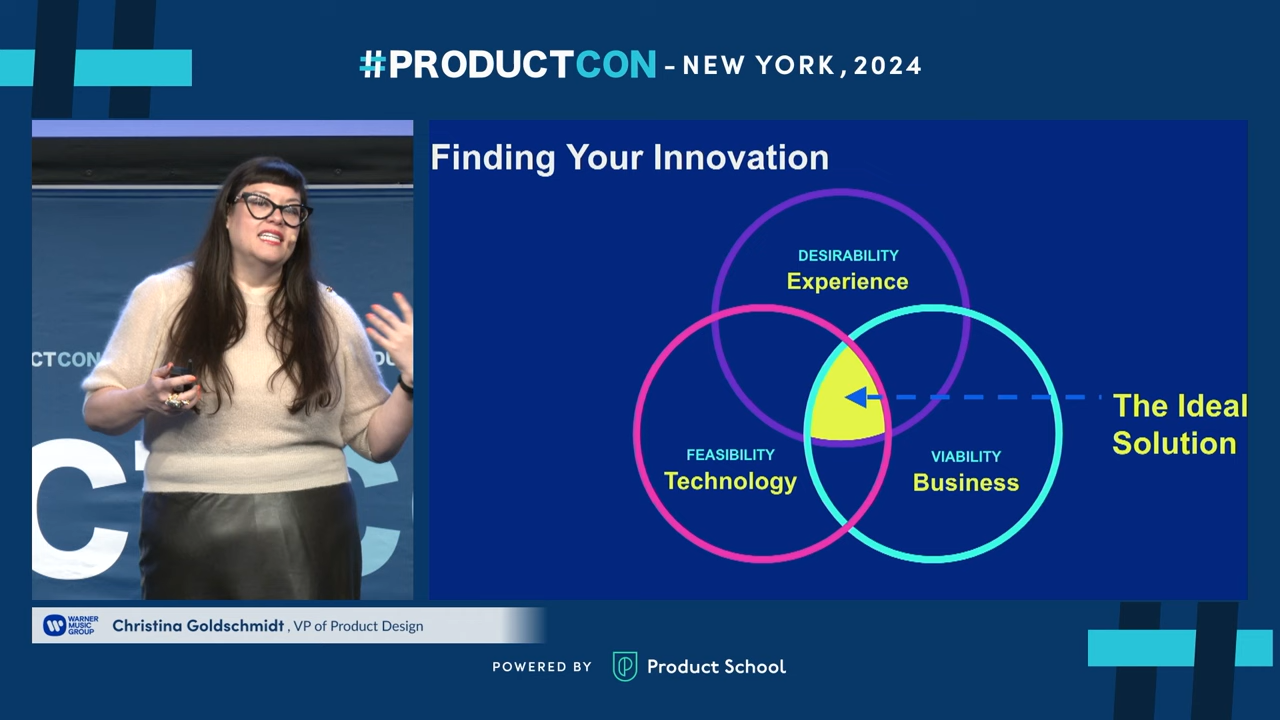 #PRODUCTCON - NEW YORK, 2024
Finding Your Innovation
DESIRABILITY
Experience
The Ideal
Solution
FEASIBILITY
Technology
VIABILITY
Business
CTCON
WARNER
MUSIC
GROUP
Christina Goldschmidt, VP of Product Design
POWERED BY Product School